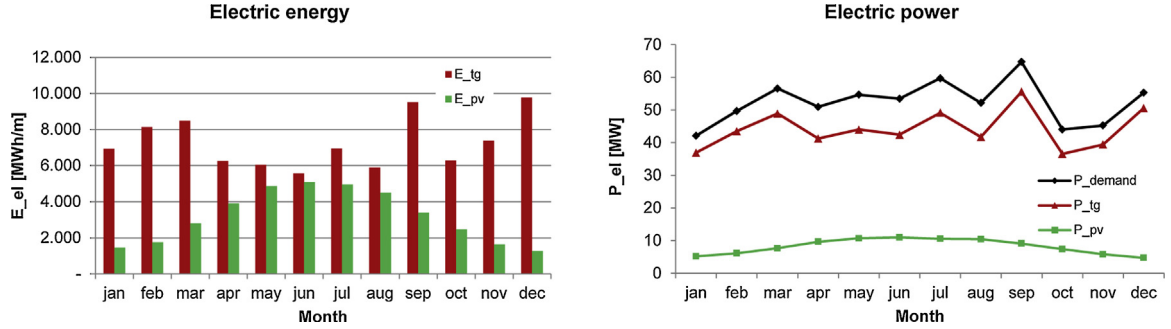 Electric energy
12.000
10.000
8.000
6.000
4.000
2.000
-
E_el [MWh/m]
E_tg
E_pv
jan feb mar apr may jun jul aug sep oct nov dec
Month
Electric power
70
60
50
40
30
20
10
0
P_el [MW]
P_demand
P_tg
P_pv
jan feb mar apr may jun jul aug sep oct nov dec
Month